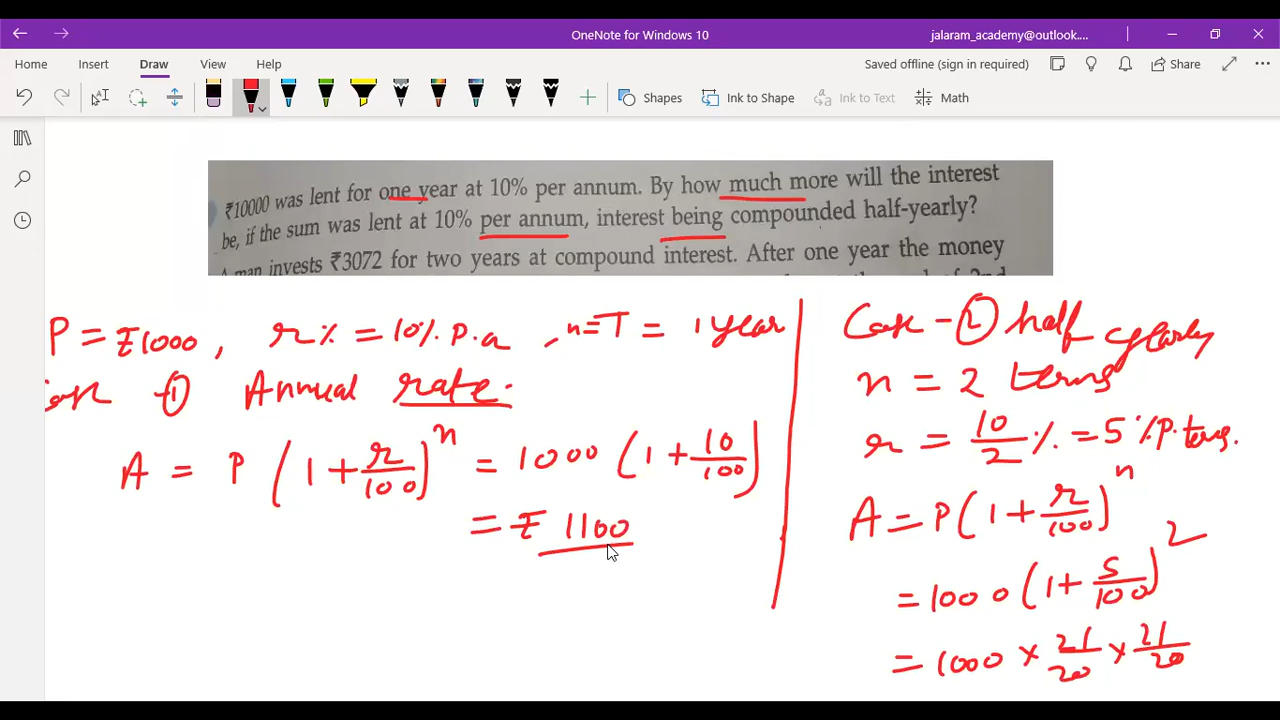 OneNote for Windows 10
jalaram_academy@outlook....
Home Insert Draw View Help
Saved offline (sign in required)
Share
Shapes
Ink to Shape
Ink to Text
Math
₹10000 was lent for one year at 10% per annum. By how much more will the interest
be, if the sum was lent at 10% per annum, interest being compounded half-yearly?
A man invests ₹3072 for two years at compound interest. After one year the money
P = ₹1000, r% = 10% p.a, n=T = 1 year
① Annual rate.
A = P (1 + r/100)^n = 1000 (1 + 10/100)
= ₹ 1100
Case - ② half yearly
n = 2 terms
r = 10/2 % = 5 % P. term.
A = P(1 + r/100)^n
= 1000 (1 + 5/100)^2
= 1000 × 21/20 × 21/20